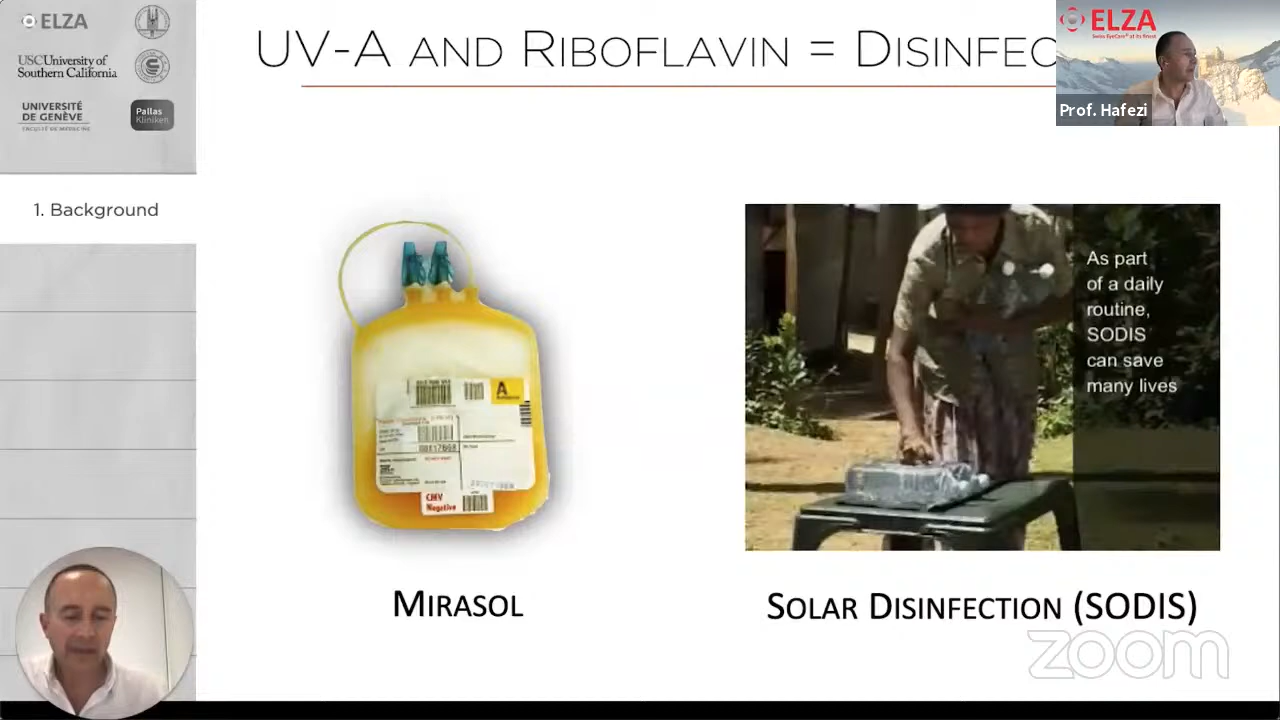 ELZA
USC University of
Southern California
UNIVERSITÉ
DE GENÈVE
FACULTÉ DE MÉDECINE
Pallas
Kliniken
1. Background
UV-A AND RIBOFLAVIN = DISINFEC
ELZA
Swiss EyeCare® at its finest
Prof. Hafezi
A
CMV
Negative
As part
of a daily
routine,
SODIS
can save
many lives
MIRASOL
SOLAR DISINFECTION (SODIS)
zoom